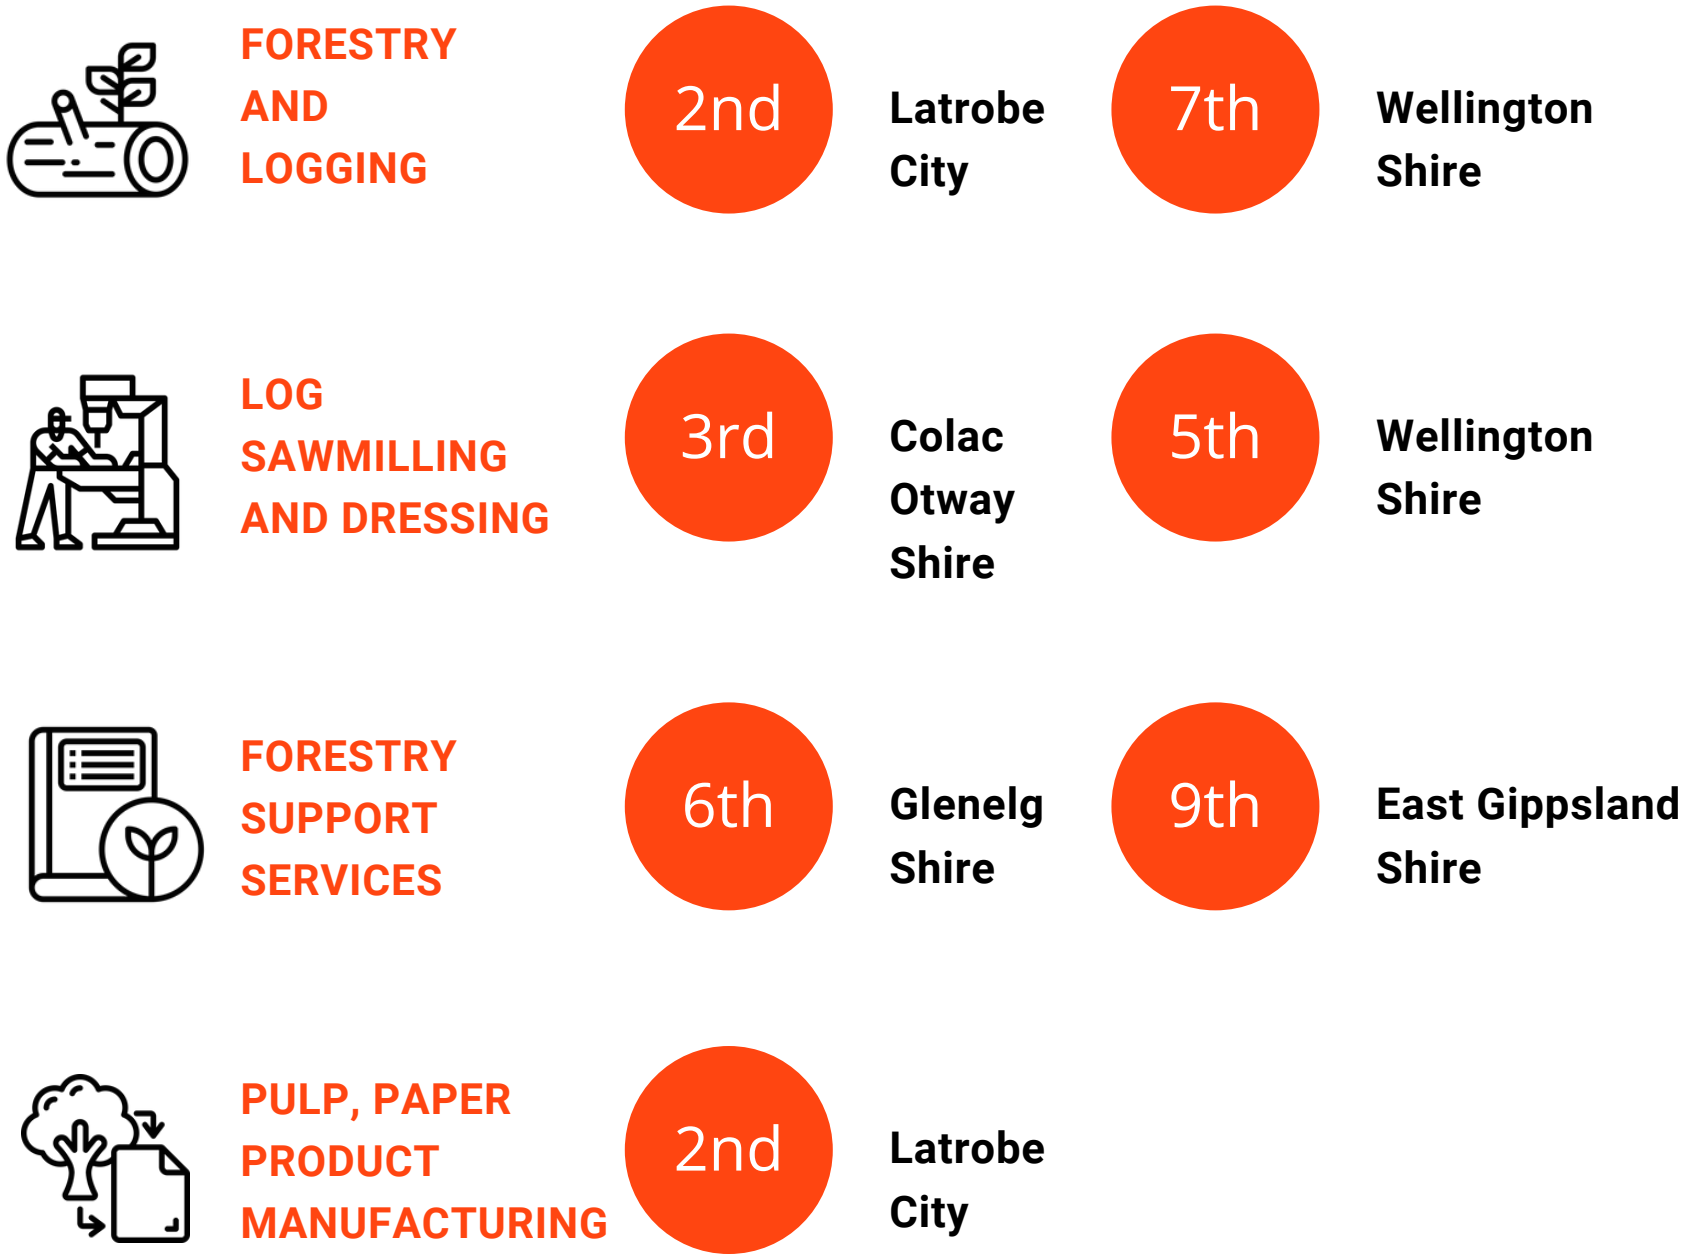 FORESTRY
AND
LOGGING
2nd
Latrobe
City
7th
Wellington
Shire
LOG
SAWMILLING
AND DRESSING
3rd
Colac
Otway
Shire
5th
Wellington
Shire
FORESTRY
SUPPORT
SERVICES
6th
Glenelg
Shire
9th
East Gippsland
Shire
PULP, PAPER
PRODUCT
MANUFACTURING
2nd
Latrobe
City